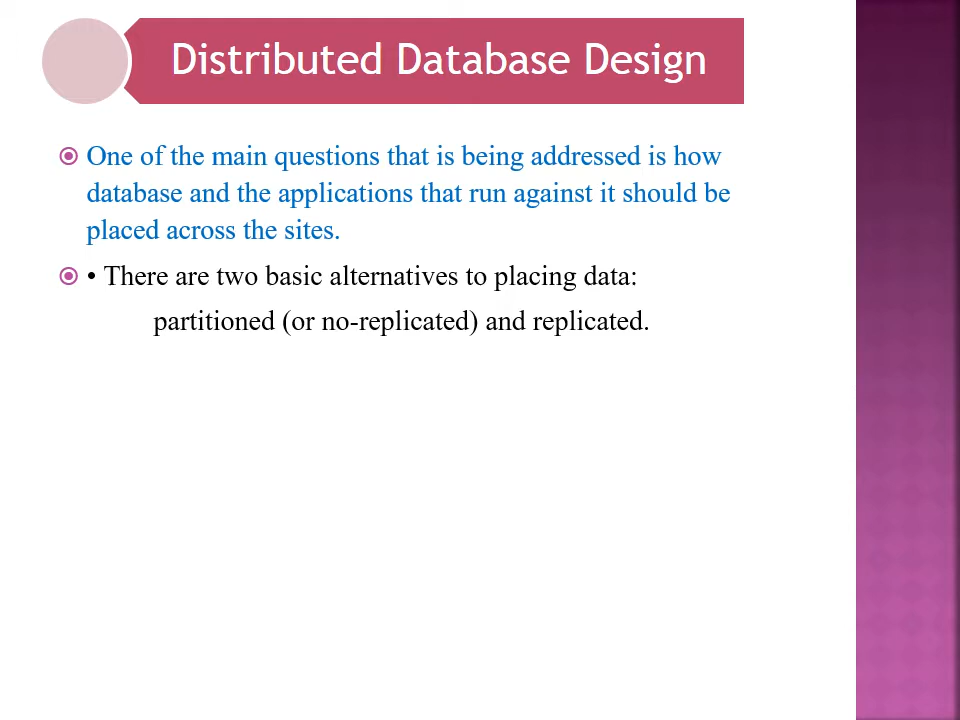 Distributed Database Design
One of the main questions that is being addressed is how
database and the applications that run against it should be
placed across the sites.
• There are two basic alternatives to placing data:
partitioned (or no-replicated) and replicated.